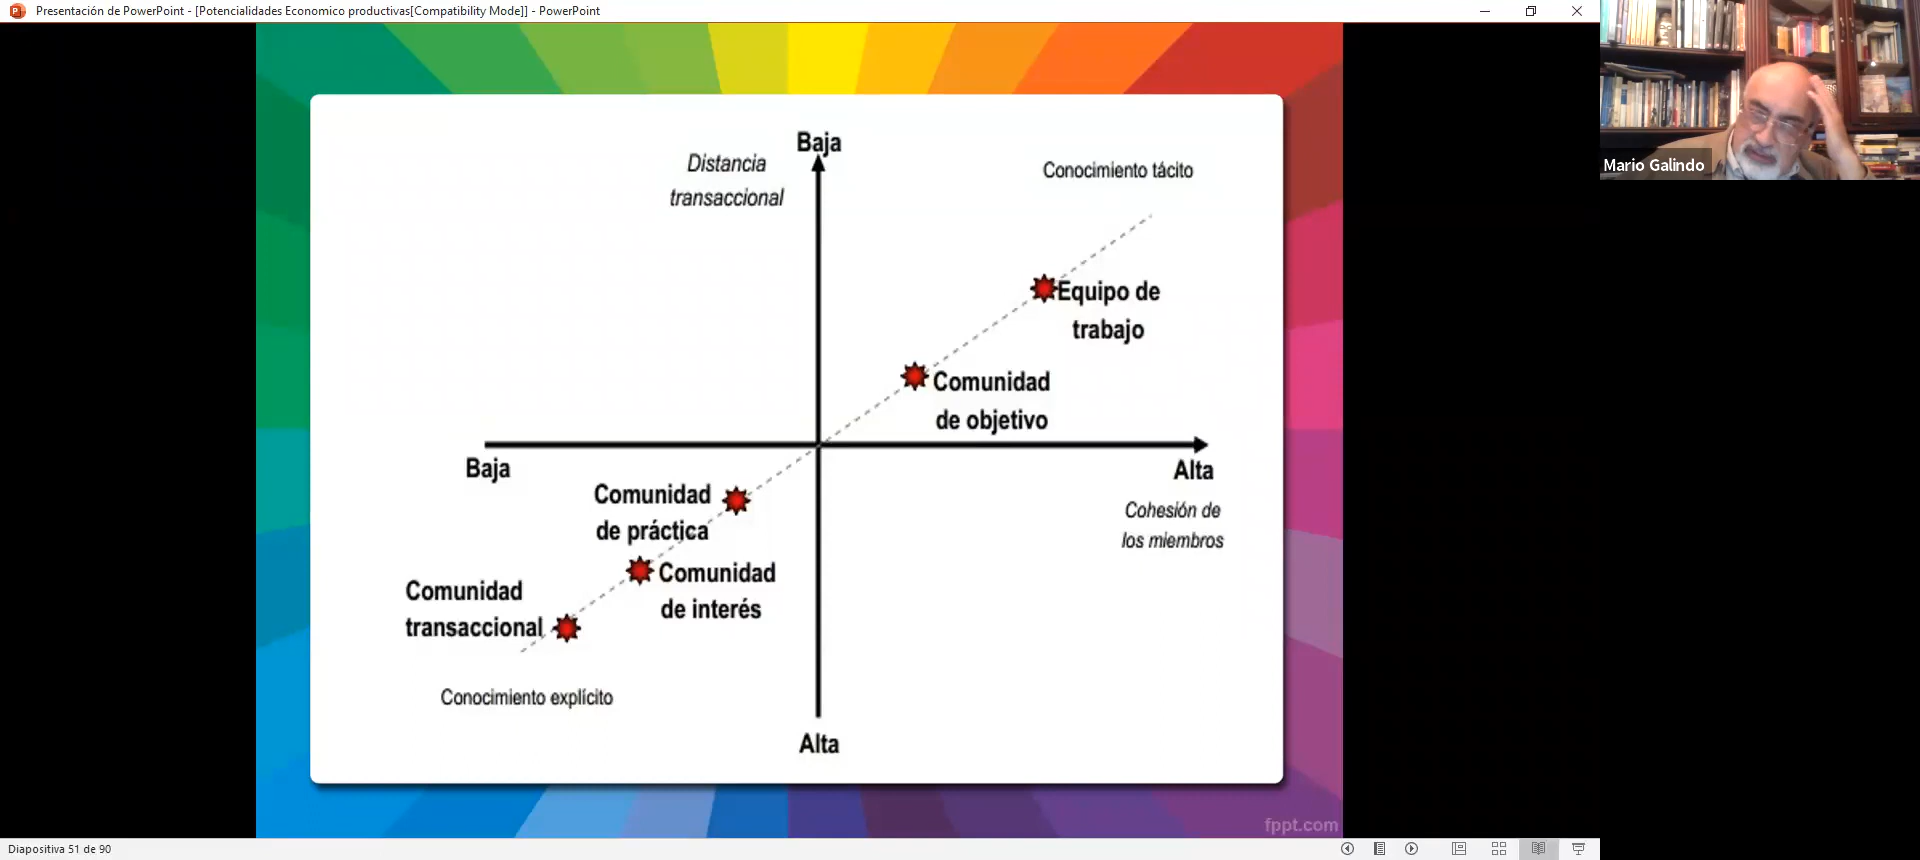 Presentación de PowerPoint - [Potencialidades Economico productivas[Compatibility Mode]] - PowerPoint
Mario Galindo
Baja
Distancia
transaccional
Conocimiento tácito
Equipo de
trabajo
Comunidad
de objetivo
Baja
Alta
Cohesión de
los miembros
Comunidad
de práctica
Comunidad
de interés
Comunidad
transaccional
Conocimiento explícito
Alta
fppt.com
Diapositiva 51 de 90